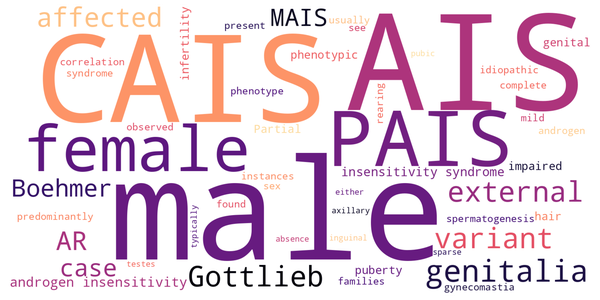 affected
MAIS
usually
present
see
CAIS
AIS
infertility
correlation
syndrome
phenotypic
pubic
genital
idiopathic
complete
phenotype
rearing
mild
observed
Partial
PAIS
androgen
female
male
insensitivity syndrome
impaired
Boehmer
instances
sex
either
external
predominantly
found
axillary
spermatogenesis
hair
typically
AR
variant
absence
inguinal
sparse
case
testes
puberty
genitalia
androgen insensitivity
Gottlieb
families
gynecomastia